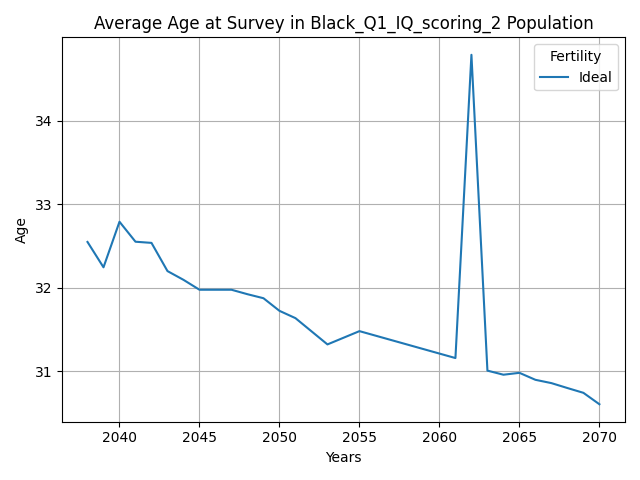 Average Age at Survey in Black_Q1_IQ_scoring_2 Population
Fertility
Ideal
34
33
32
31
Age
2040 2045 2050 2055 2060 2065 2070
Years